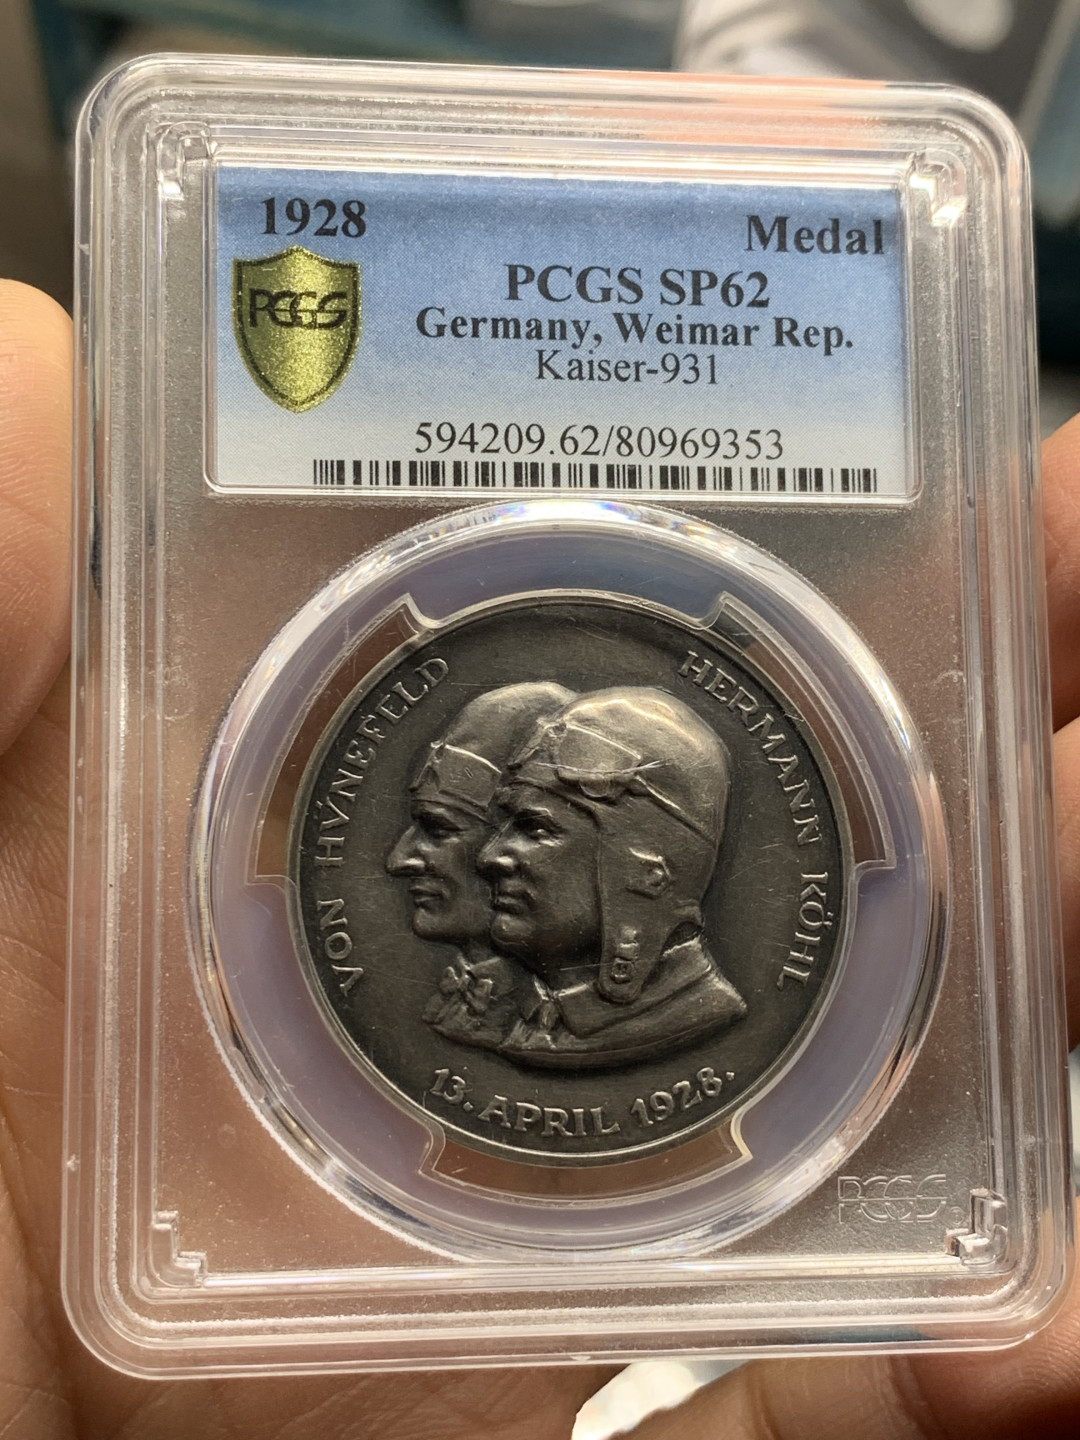 1928
Medal
PCGS
PCGS SP62
Germany, Weimar Rep.
Kaiser-931
594209.62/80969353
VON HVNEFELD
HERMANN KÖHL
13. APRIL 1928.
PCGS